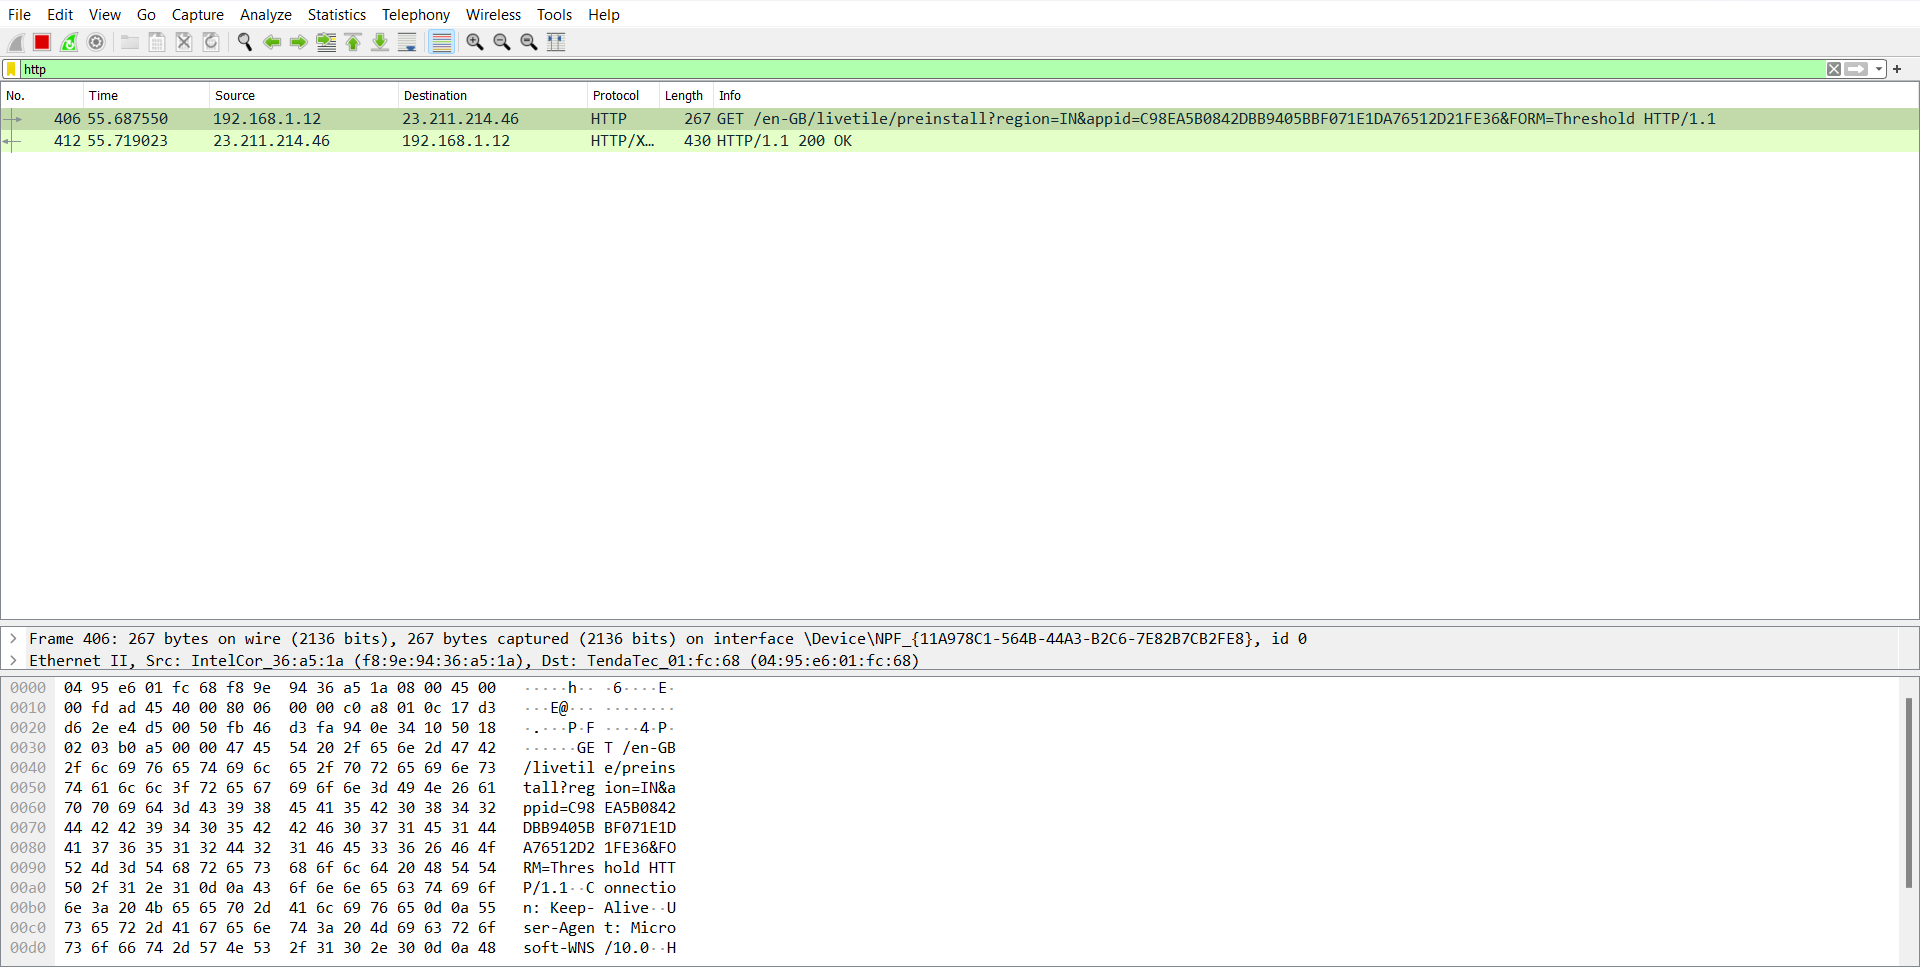 File Edit View Go Capture Analyze Statistics Telephony Wireless Tools Help
http
No. Time Source Destination Protocol Length Info
406 55.687550 192.168.1.12 23.211.214.46 HTTP 267 GET /en-GB/livetile/preinstall?region=IN&appid=C98EA5B0842DBB9405BBF071E1DA76512D21FE36&FORM=Threshold HTTP/1.1
412 55.719023 23.211.214.46 192.168.1.12 HTTP/X… 430 HTTP/1.1 200 OK
Frame 406: 267 bytes on wire (2136 bits), 267 bytes captured (2136 bits) on interface \Device\NPF_{11A978C1-564B-44A3-B2C6-7E82B7CB2FE8}, id 0
Ethernet II, Src: IntelCor_36:a5:1a (f8:9e:94:36:a5:1a), Dst: TendaTec_01:fc:68 (04:95:e6:01:fc:68)
0000 04 95 e6 01 fc 68 f8 9e 94 36 a5 1a 08 00 45 00 ·····h·· ·6····E·
0010 00 fd ad 45 40 00 80 06 00 00 c0 a8 01 0c 17 d3 ···E@··· ········
0020 d6 2e e4 d5 00 50 fb 46 d3 fa 94 0e 34 10 50 18 ·.···P·F ····4·P·
0030 02 03 b0 a5 00 00 47 45 54 20 2f 65 6e 2d 47 42 ······GE T /en-GB
0040 2f 6c 69 76 65 74 69 6c 65 2f 70 72 65 69 6e 73 /livetil e/preins
0050 74 61 6c 6c 3f 72 65 67 69 6f 6e 3d 49 4e 26 61 tall?reg ion=IN&a
0060 70 70 69 64 3d 43 39 38 45 41 35 42 30 38 34 32 ppid=C98 EA5B0842
0070 44 42 42 39 34 30 35 42 42 46 30 37 31 45 31 44 DBB9405B BF071E1D
0080 41 37 36 35 31 32 44 32 31 46 45 33 36 26 46 4f A76512D2 1FE36&FO
0090 52 4d 3d 54 68 72 65 73 68 6f 6c 64 20 48 54 54 RM=Thres hold HTT
00a0 50 2f 31 2e 31 0d 0a 43 6f 6e 6e 65 63 74 69 6f P/1.1··C onnectio
00b0 6e 3a 20 4b 65 65 70 2d 41 6c 69 76 65 0d 0a 55 n: Keep- Alive··U
00c0 73 65 72 2d 41 67 65 6e 74 3a 20 4d 69 63 72 6f ser-Agen t: Micro
00d0 73 6f 66 74 2d 57 4e 53 2f 31 30 2e 30 0d 0a 48 soft-WNS /10.0··H